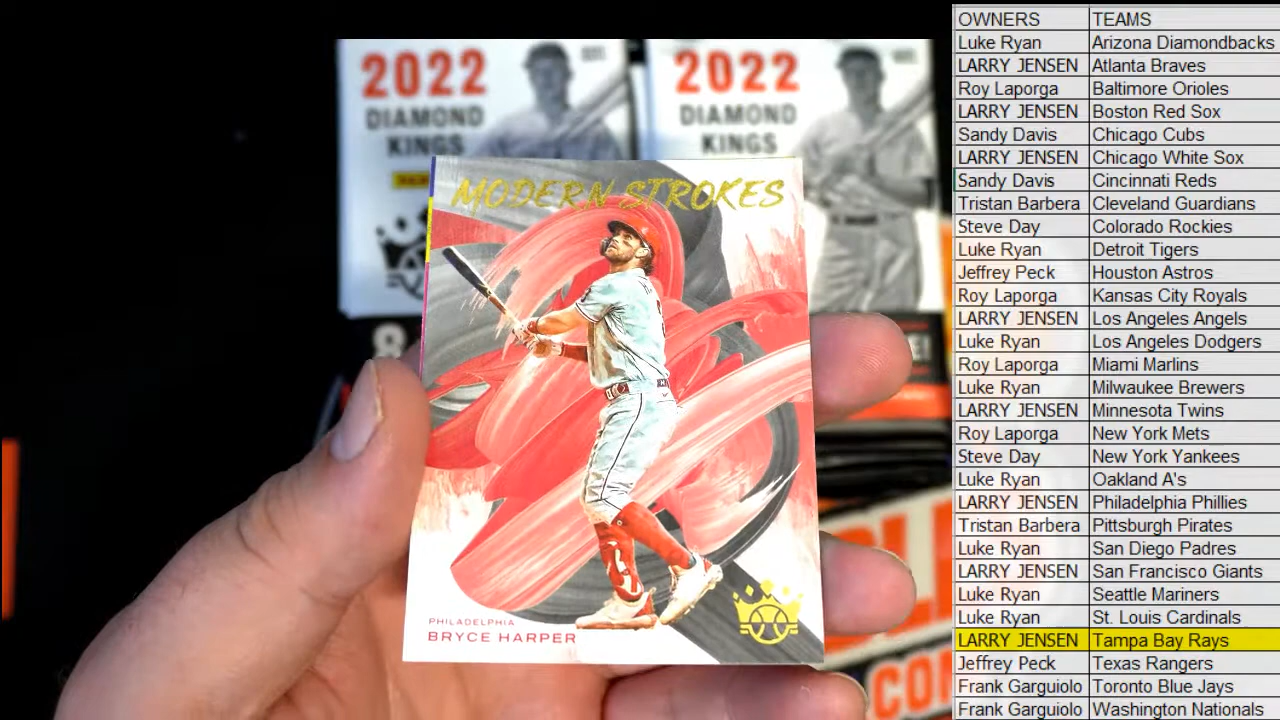 2022
DIAMOND
KINGS
2022
DIAMOND
KINGS
MODERN STROKES
PHILADELPHIA
BRYCE HARPER
OWNERS TEAMS
Luke Ryan Arizona Diamondbacks
LARRY JENSEN Atlanta Braves
Roy Laporga Baltimore Orioles
LARRY JENSEN Boston Red Sox
Sandy Davis Chicago Cubs
LARRY JENSEN Chicago White Sox
Sandy Davis Cincinnati Reds
Tristan Barbera Cleveland Guardians
Steve Day Colorado Rockies
Luke Ryan Detroit Tigers
Jeffrey Peck Houston Astros
Roy Laporga Kansas City Royals
LARRY JENSEN Los Angeles Angels
Luke Ryan Los Angeles Dodgers
Roy Laporga Miami Marlins
Luke Ryan Milwaukee Brewers
LARRY JENSEN Minnesota Twins
Roy Laporga New York Mets
Steve Day New York Yankees
Luke Ryan Oakland A's
LARRY JENSEN Philadelphia Phillies
Tristan Barbera Pittsburgh Pirates
Luke Ryan San Diego Padres
LARRY JENSEN San Francisco Giants
Luke Ryan Seattle Mariners
Luke Ryan St. Louis Cardinals
LARRY JENSEN Tampa Bay Rays
Jeffrey Peck Texas Rangers
Frank Garguiolo Toronto Blue Jays
Frank Garguiolo Washington Nationals